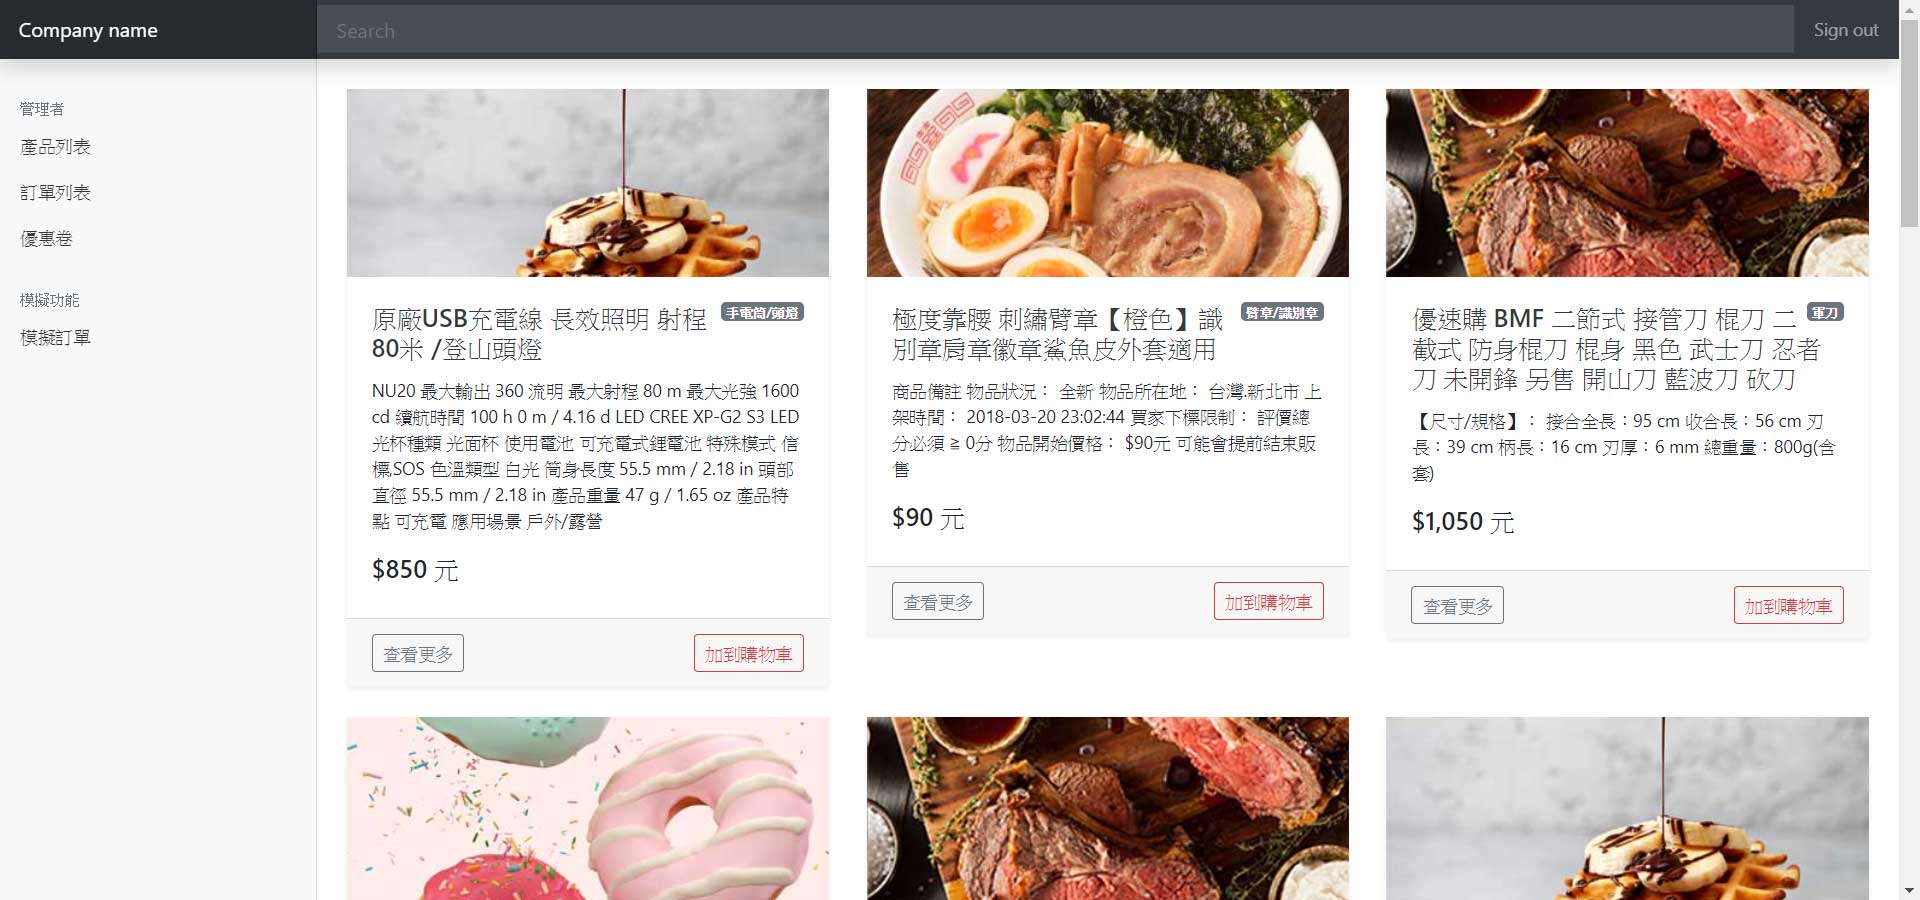 Company name
Search
Sign out
管理者
產品列表
訂單列表
優惠卷
模擬功能
模擬訂單
原廠USB充電線 長效照明 射程
80米 /登山頭燈
手電筒/頭燈
NU20 最大輸出 360 流明 最大射程 80 m 最大光強 1600
cd 續航時間 100 h 0 m / 4.16 d LED CREE XP-G2 S3 LED
光杯種類 光面杯 使用電池 可充電式鋰電池 特殊模式 信
標,SOS 色溫類型 白光 筒身長度 55.5 mm / 2.18 in 頭部
直徑 55.5 mm / 2.18 in 產品重量 47 g / 1.65 oz 產品特
點 可充電 應用場景 戶外/露營
$850 元
查看更多
加到購物車
極度靠腰 刺繡臂章【橙色】識
別章肩章徽章鯊魚皮外套適用
臂章/識別章
商品備註 物品狀況： 全新 物品所在地： 台灣.新北市 上
架時間： 2018-03-20 23:02:44 買家下標限制： 評價總
分必須 ≧ 0分 物品開始價格： $90元 可能會提前結束販
售
$90 元
查看更多
加到購物車
優速購 BMF 二節式 接管刀 棍刀 二
截式 防身棍刀 棍身 黑色 武士刀 忍者
刀 未開鋒 另售 開山刀 藍波刀 砍刀
軍刀
【尺寸/規格】： 接合全長：95 cm 收合長：56 cm 刃
長：39 cm 柄長：16 cm 刃厚：6 mm 總重量：800g(含
套)
$1,050 元
查看更多
加到購物車